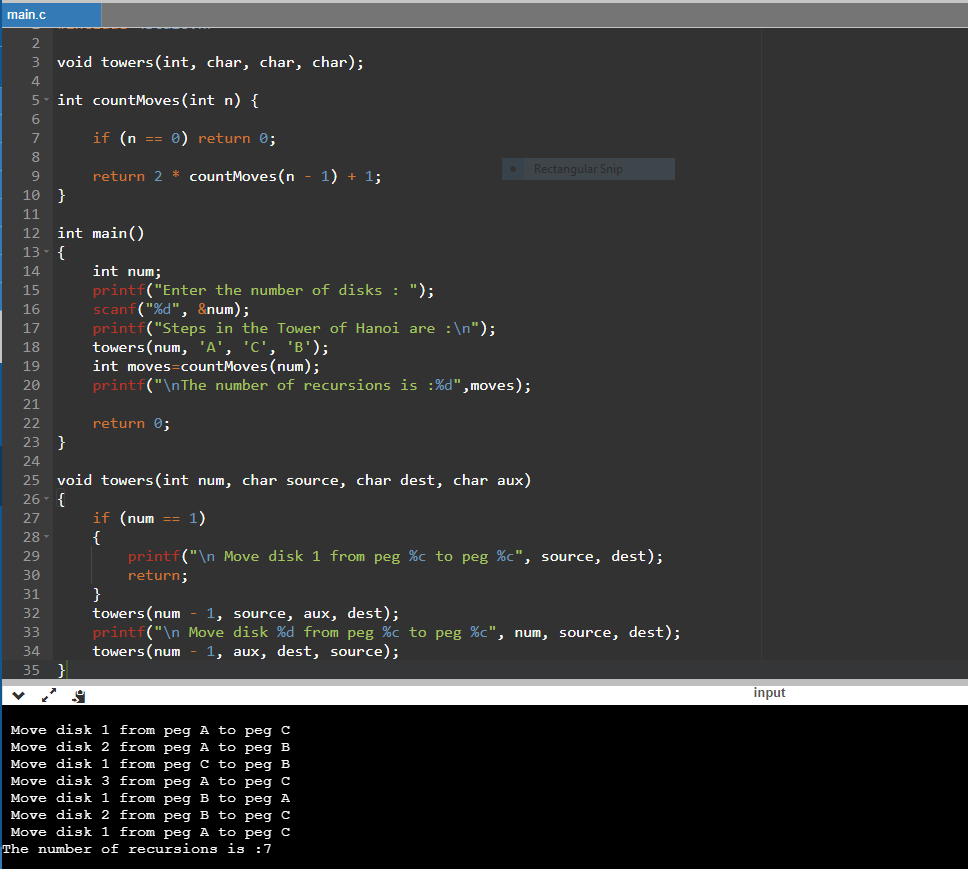 main.c
2
3 void towers(int, char, char, char);
4
5 int countMoves(int n) {
6
7 if (n == 0) return 0;
8
9 return 2 * countMoves(n - 1) + 1;
Rectangular Snip
10 }
11
12 int main()
13 {
14 int num;
15 printf("Enter the number of disks : ");
16 scanf("%d", &num);
17 printf("Steps in the Tower of Hanoi are :\n");
18 towers(num, 'A', 'C', 'B');
19 int moves=countMoves(num);
20 printf("\nThe number of recursions is :%d",moves);
21
22 return 0;
23 }
24
25 void towers(int num, char source, char dest, char aux)
26 {
27 if (num == 1)
28 {
29 printf("\n Move disk 1 from peg %c to peg %c", source, dest);
30 return;
31 }
32 towers(num - 1, source, aux, dest);
33 printf("\n Move disk %d from peg %c to peg %c", num, source, dest);
34 towers(num - 1, aux, dest, source);
35 }
input
Move disk 1 from peg A to peg C
Move disk 2 from peg A to peg B
Move disk 1 from peg C to peg B
Move disk 3 from peg A to peg C
Move disk 1 from peg B to peg A
Move disk 2 from peg B to peg C
Move disk 1 from peg A to peg C
The number of recursions is :7